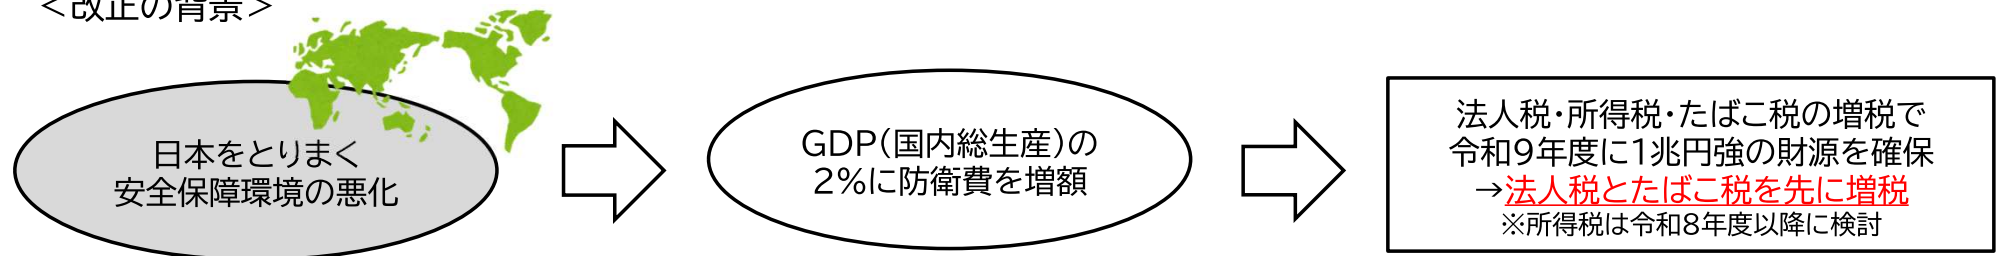 ＜改正の背景＞
日本をとりまく
安全保障環境の悪化
GDP(国内総生産)の
2%に防衛費を増額
法人税・所得税・たばこ税の増税で
令和9年度に1兆円強の財源を確保
→法人税とたばこ税を先に増税
※所得税は令和8年度以降に検討